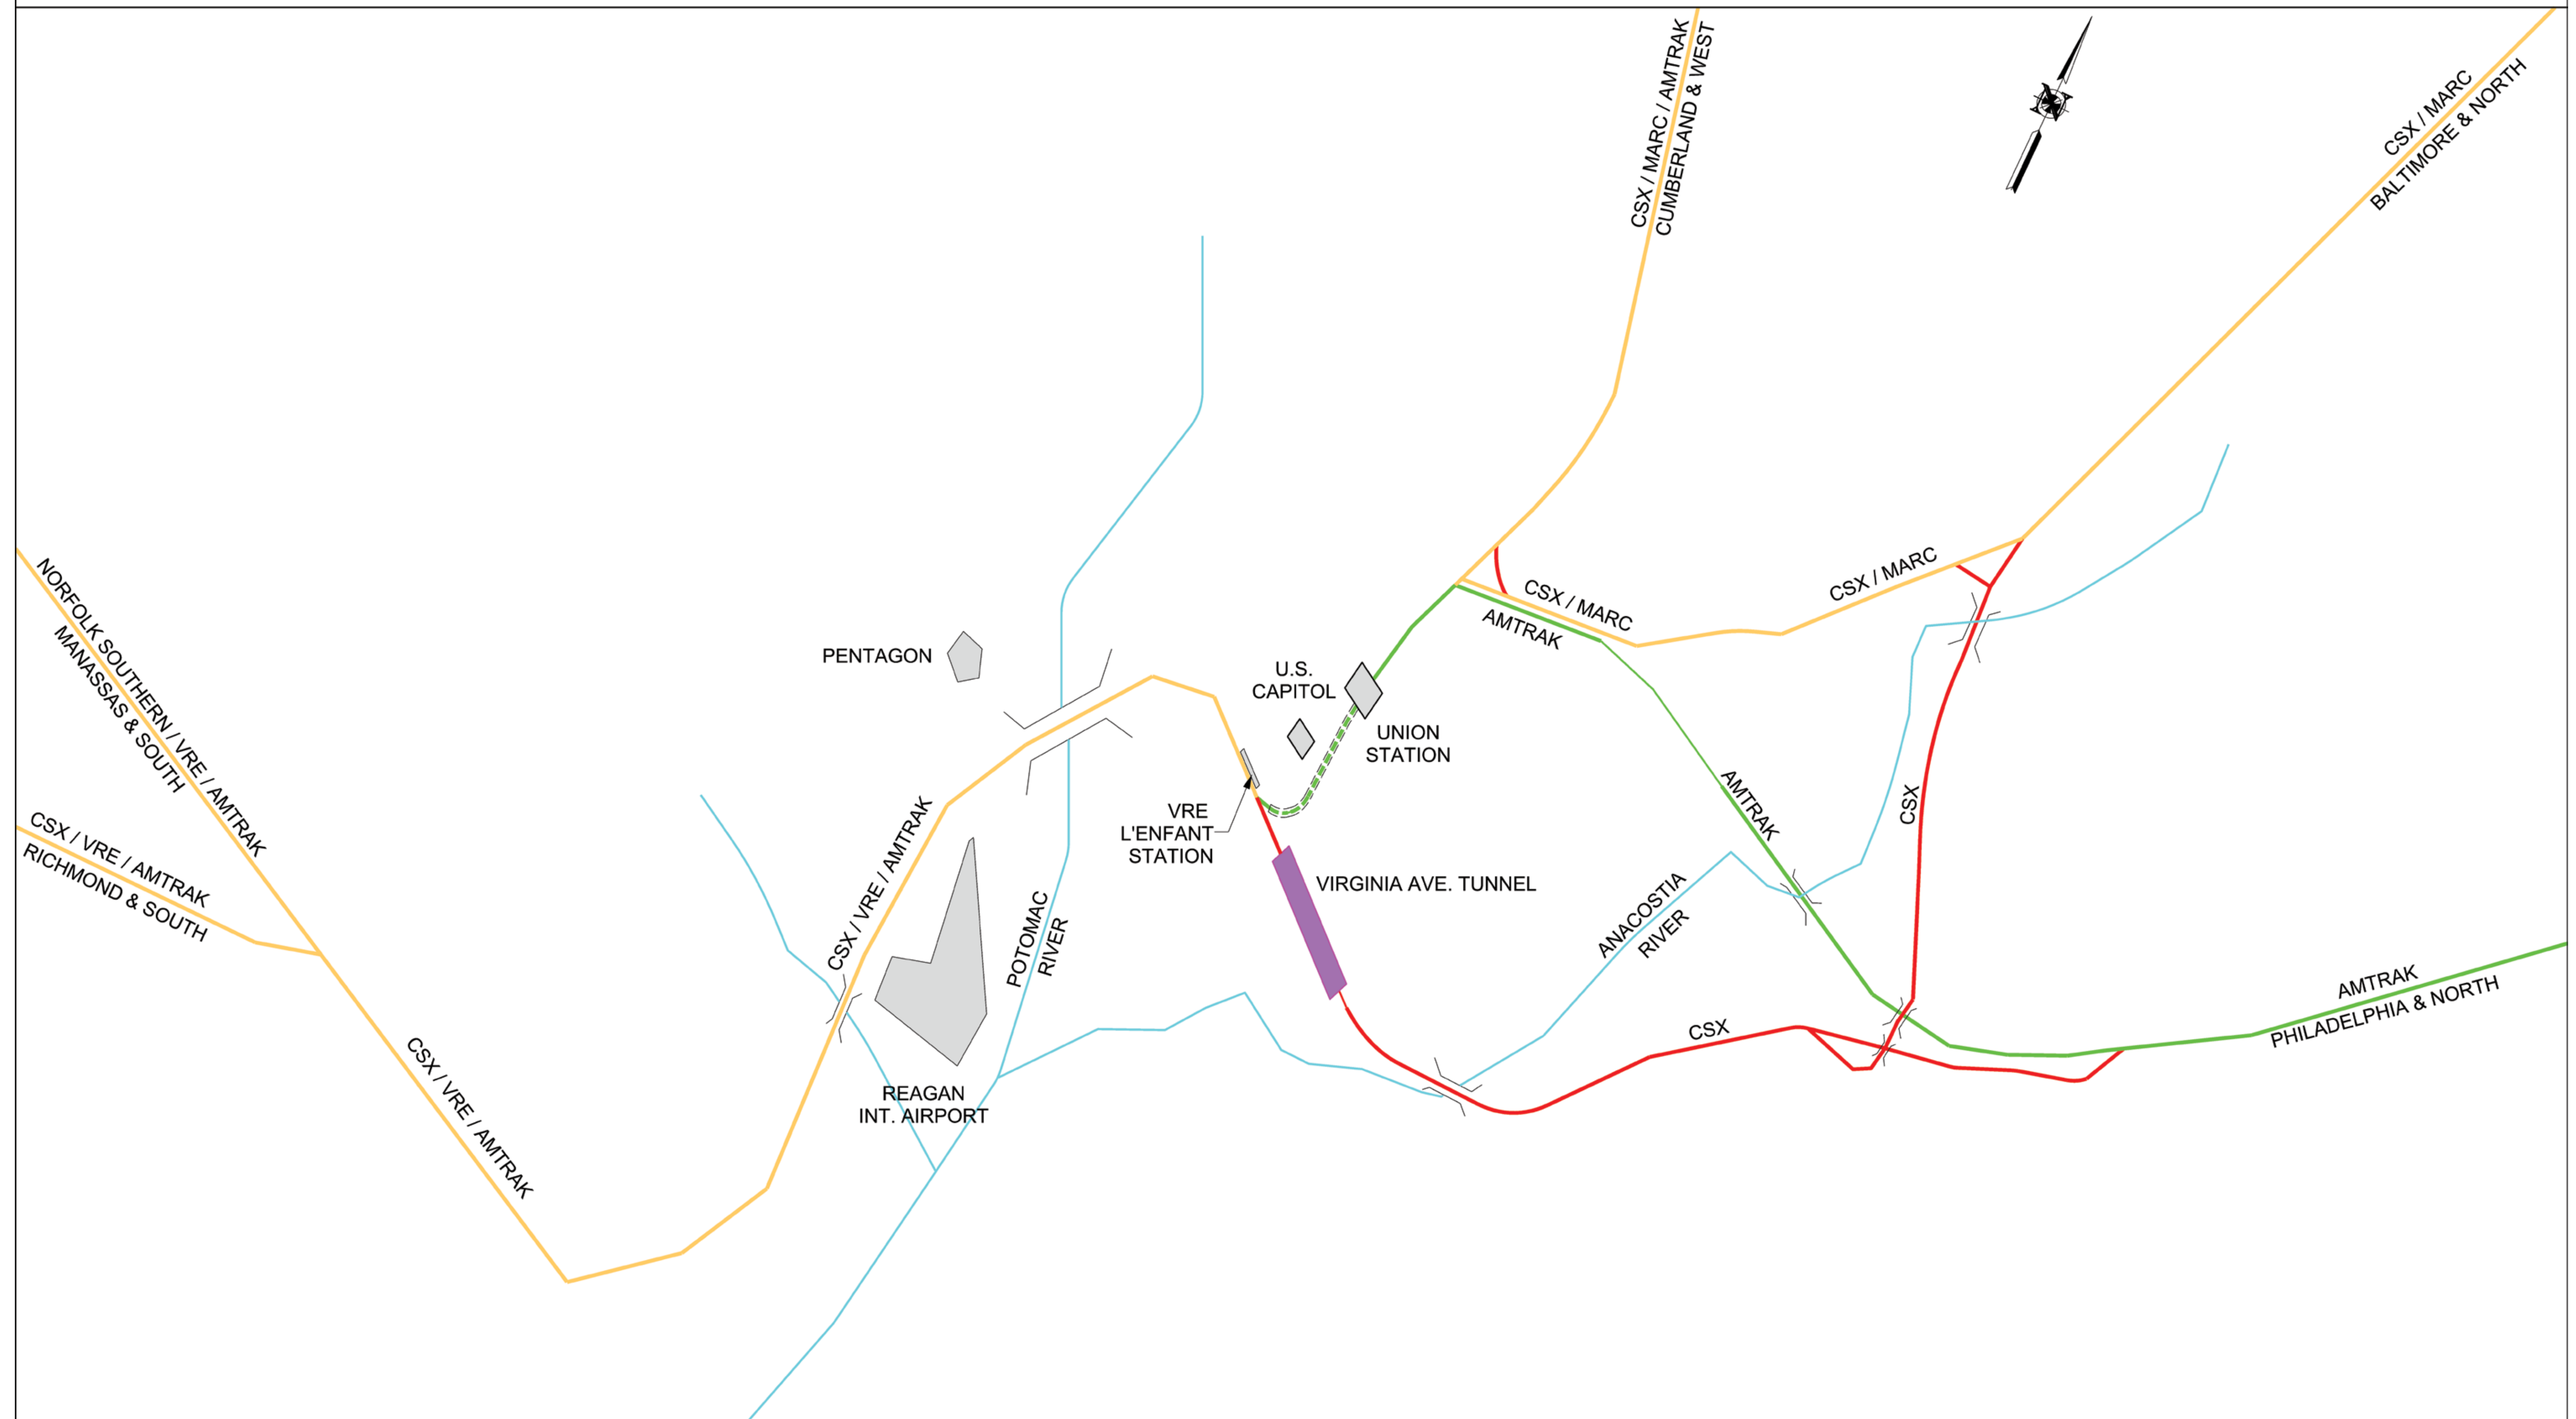 CSX / MARC / AMTRAK
CUMBERLAND & WEST
CSX / MARC
BALTIMORE & NORTH
NORFOLK SOUTHERN / VRE / AMTRAK
MANASSAS & SOUTH
CSX / VRE / AMTRAK
RICHMOND & SOUTH
CSX / VRE / AMTRAK
CSX / VRE / AMTRAK
PENTAGON
REAGAN
INT. AIRPORT
POTOMAC
RIVER
U.S.
CAPITOL
UNION
STATION
VRE
L'ENFANT
STATION
VIRGINIA AVE. TUNNEL
CSX / MARC
AMTRAK
CSX / MARC
AMTRAK
CSX
ANACOSTIA
RIVER
CSX
AMTRAK
PHILADELPHIA & NORTH